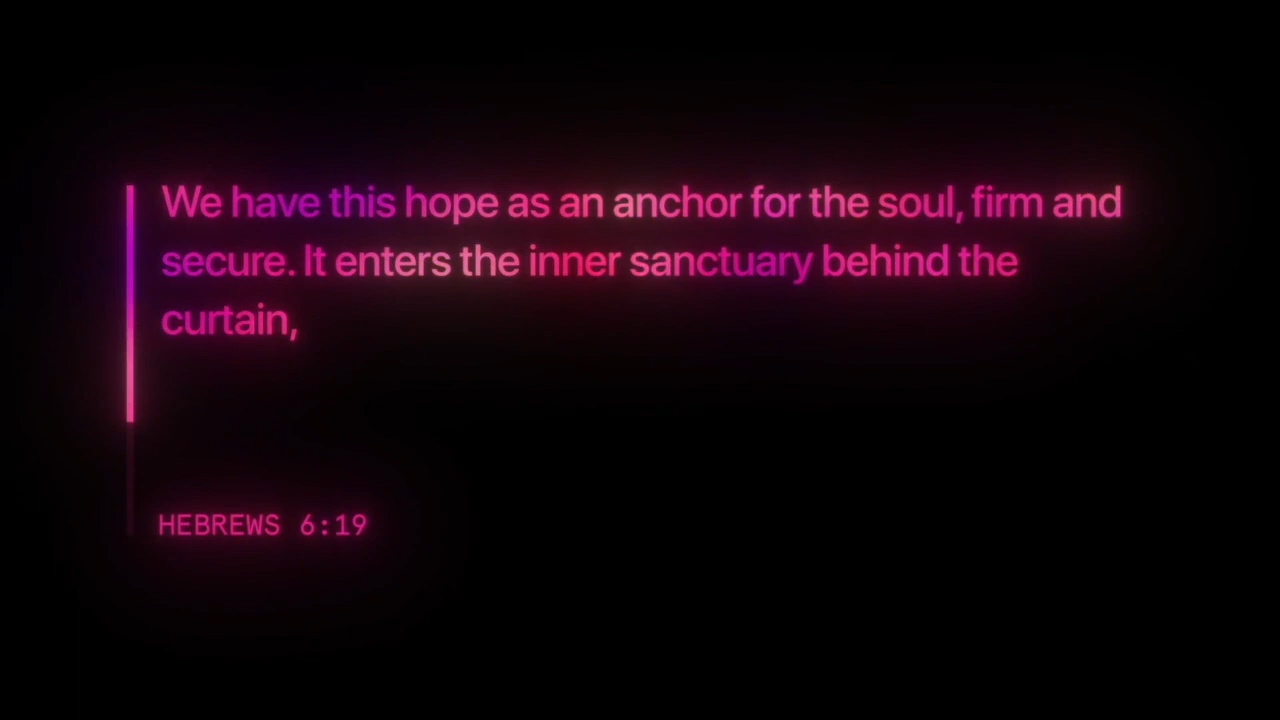 We have this hope as an anchor for the soul, firm and
secure. It enters the inner sanctuary behind the
curtain,
HEBREWS 6:19